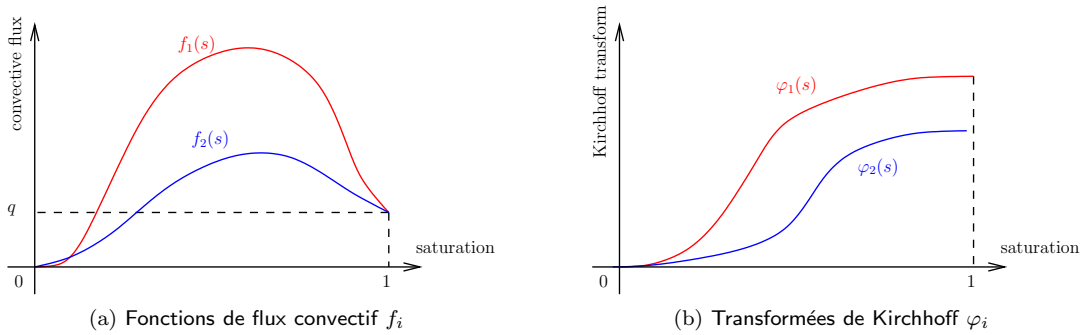 convective flux
f₁(s)
f₂(s)
q
saturation
0
1
(a) Fonctions de flux convectif fᵢ
Kirchhoff transform
φ₁(s)
φ₂(s)
saturation
0
1
(b) Transformées de Kirchhoff φᵢ